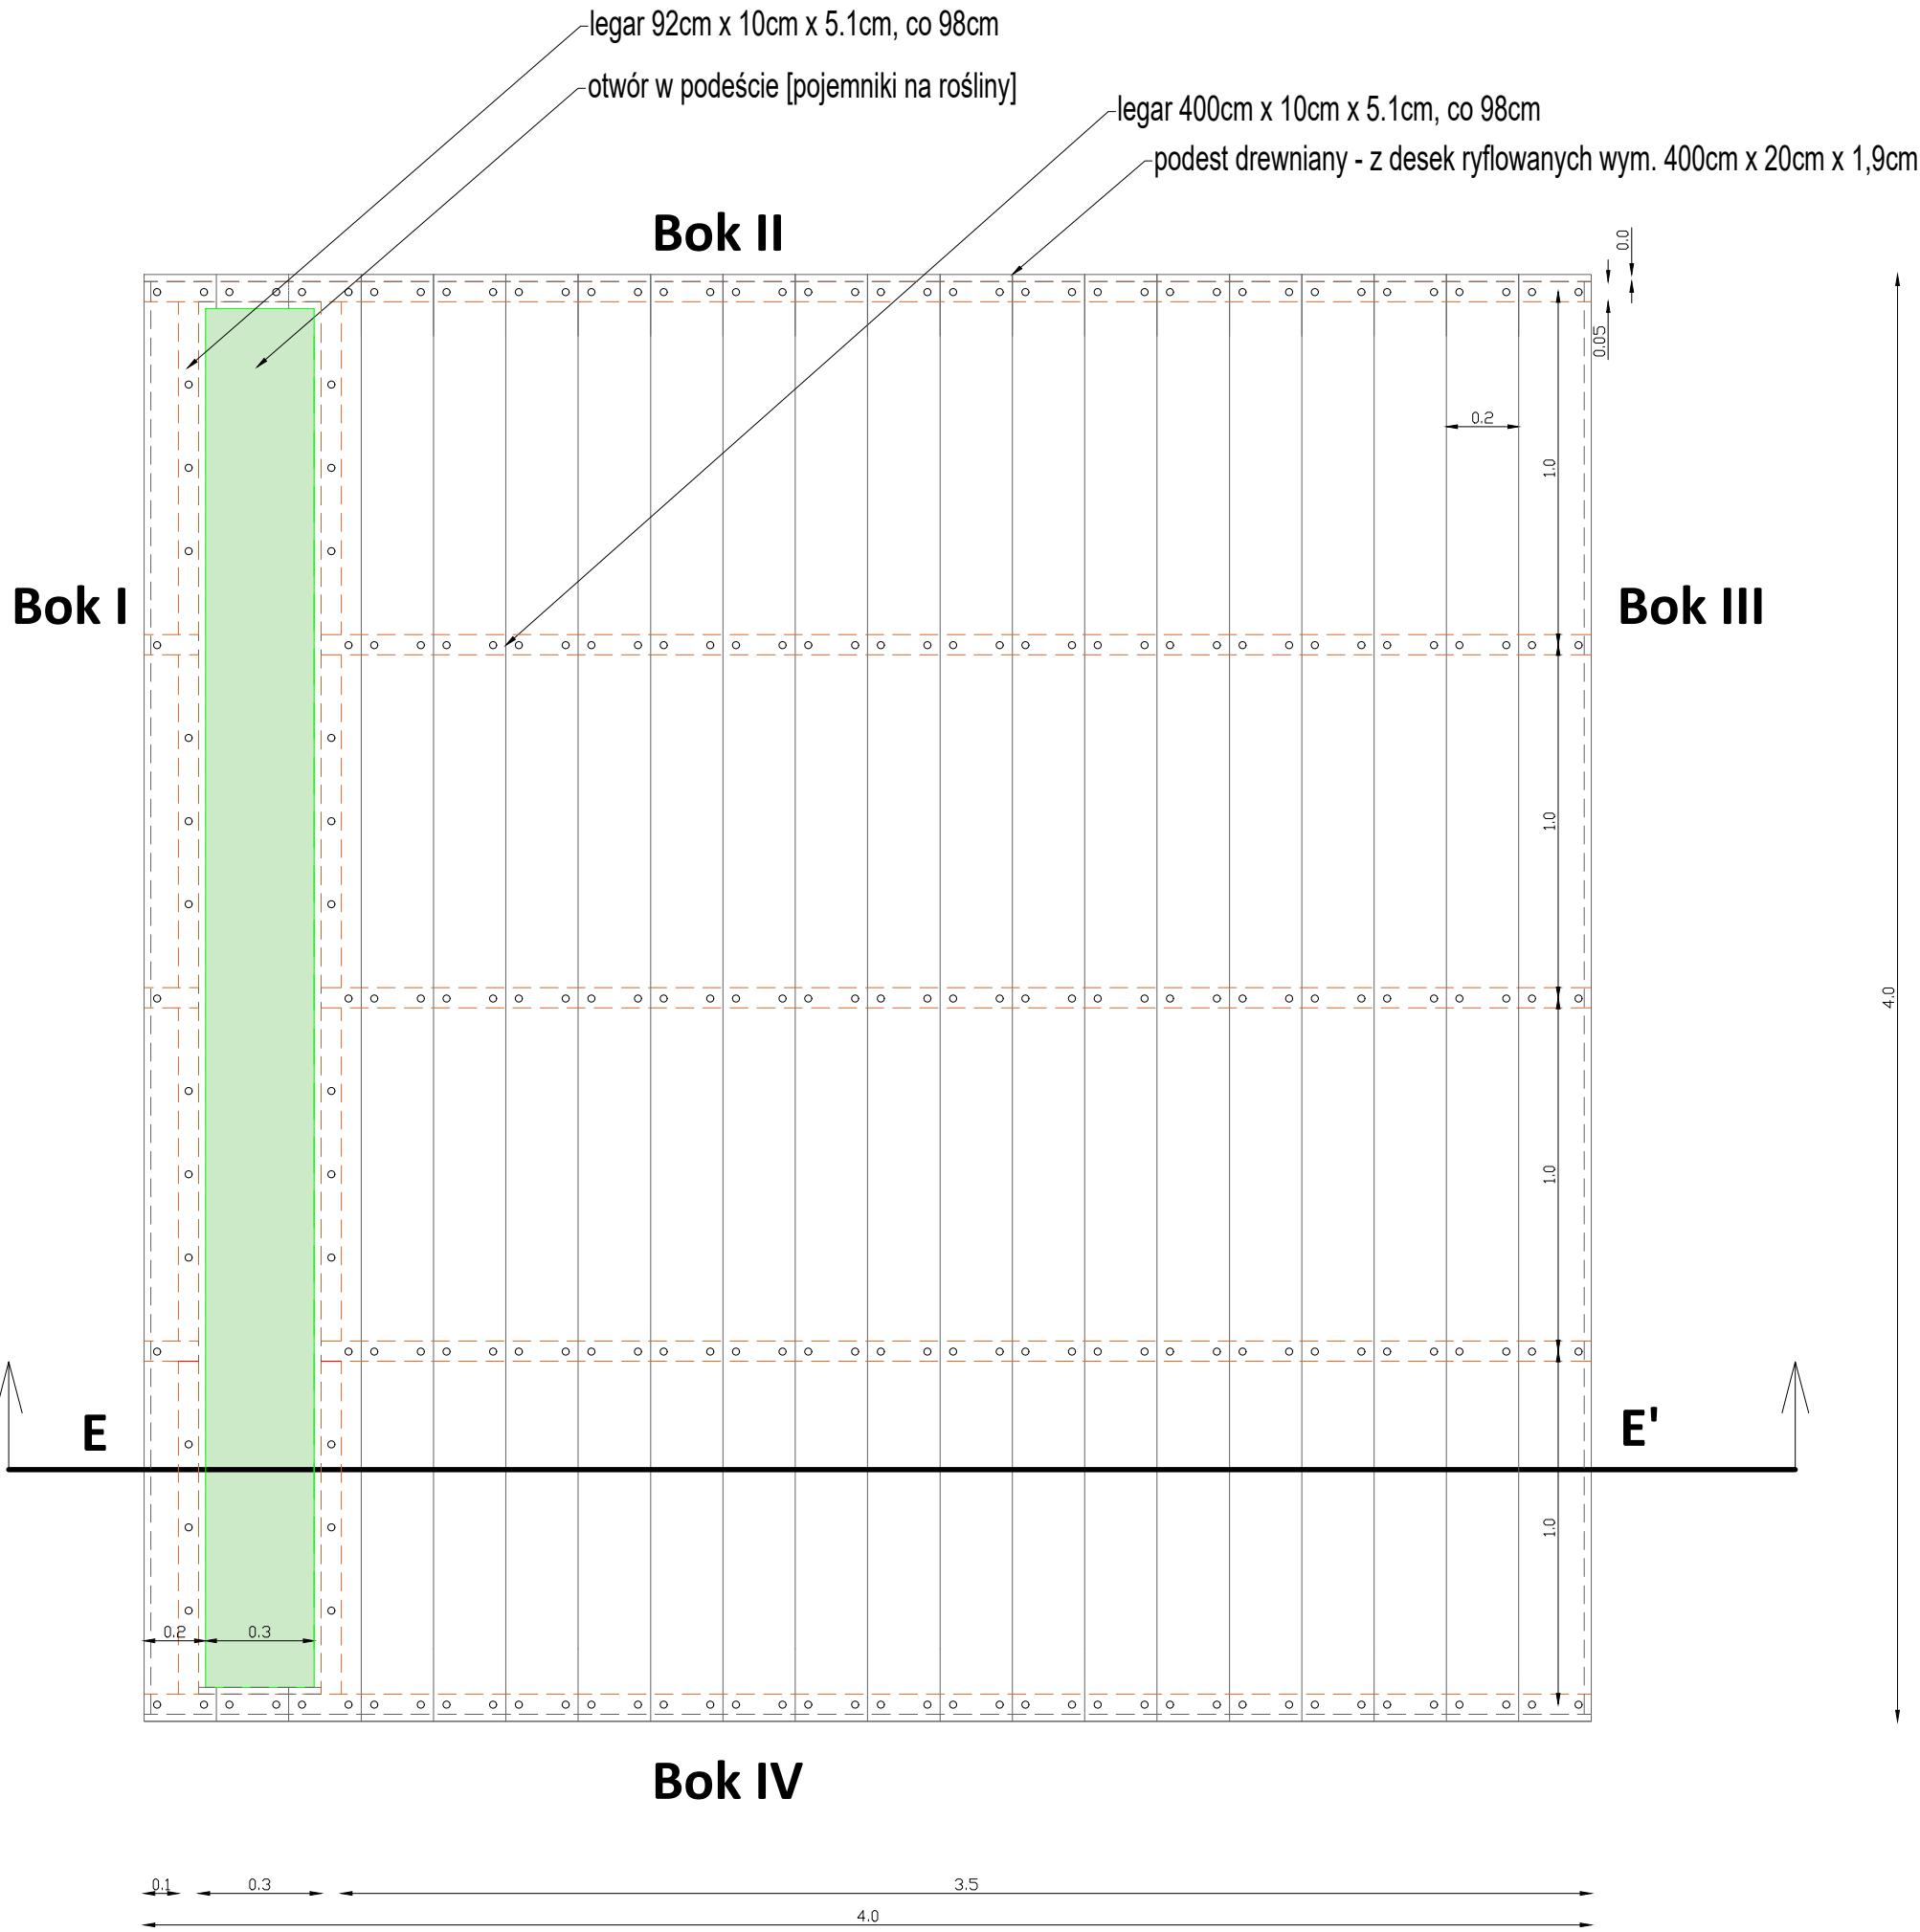 legar 92cm x 10cm x 5.1cm, co 98cm
otwór w podeście [pojemniki na rośliny]
legar 400cm x 10cm x 5.1cm, co 98cm
podest drewniany - z desek ryflowanych wym. 400cm x 20cm x 1,9cm
Bok II
0.0
0.05
0.2
1.0
Bok I
Bok III
1.0
4.0
1.0
E
E'
1.0
0.2
0.3
Bok IV
0.1
0.3
3.5
4.0